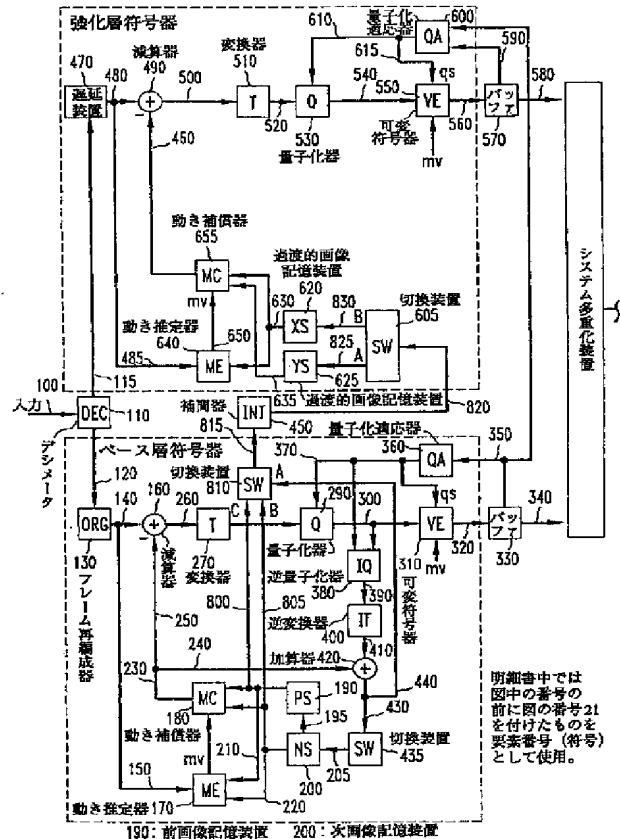 強化層符号器
470
遅延
装置
480
減算器
490
500
変換器
510
T
520
Q
530
量子化器
540
610
615
量子化
適応器
600
QA
590
qs
550
VE
可変
符号器
560
mv
バッファ
570
580
460
動き補償器
655
MC
mv
過渡的画像
記憶装置
620
630
XS
830
B
切換装置
605
SW
825
A
動き推定器
640
650
ME
YS
625
485
635
過渡的画像記憶装置
820
システム多重化装置
100
入力
115
DEC
110
デシメータ
120
補間器
INT
450
815
量子化適応器
360
QA
350
ベース層符号器
切換装置
810
SW
A
B
C
370
qs
140
160
260
ORG
130
フレーム再編成器
減算器
T
270
変換器
290
Q
量子化器
300
VE
310
可変符号器
320
mv
バッファ
330
340
250
800
805
IQ
逆量子化器
380
390
逆変換器
IT
400
410
240
加算器420
440
430
230
MC
180
動き補償器
PS
190
195
mv
210
NS
200
205
SW
切換装置
435
150
ME
動き推定器170
220
明細書中では
図中の番号の
前に図の番号21
を付けたものを
要素番号(符号)
として使用。
190:前画像記憶装置 200:次画像記憶装置